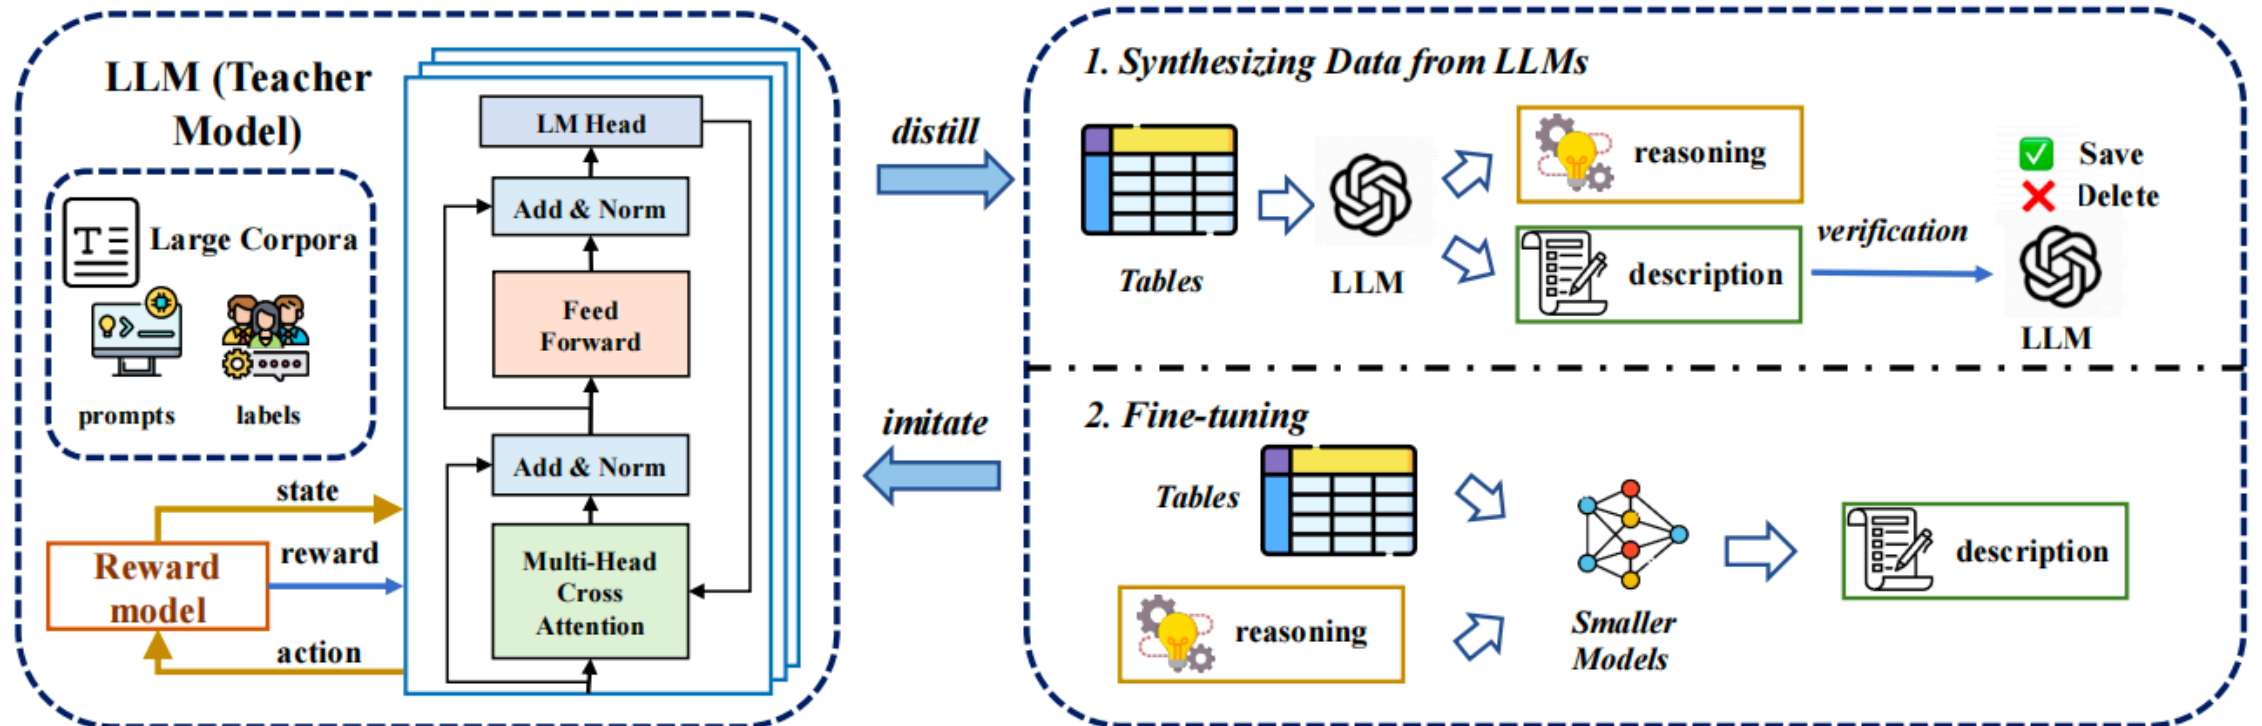 LLM (Teacher
Model)
T
Large Corpora
prompts
labels
state
Reward
model
reward
action
LM Head
Add & Norm
Feed
Forward
Add & Norm
Multi-Head
Cross
Attention
distill
imitate
1. Synthesizing Data from LLMs
Tables
LLM
reasoning
description
verification
Save
Delete
LLM
2. Fine-tuning
Tables
reasoning
Smaller
Models
description